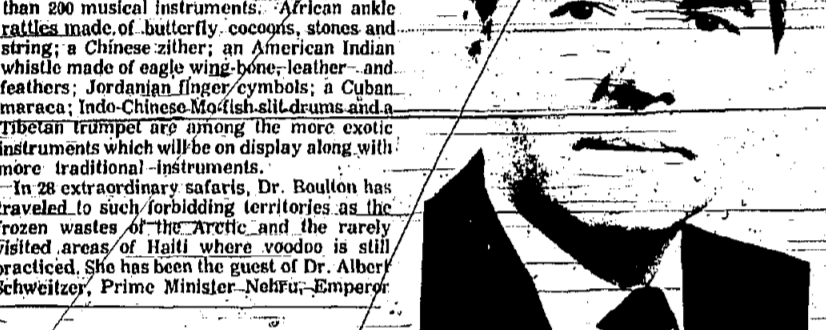 than 200 musical instruments. African ankle
rattles made of butterfly cocoons, stones and
string; a Chinese zither; an American Indian
whistle made of eagle wing-bone, leather and
feathers; Jordanian finger cymbols; a Cuban
maraca; Indo-Chinese Mo fish slit drums and a
Tibetan trumpet are among the more exotic
instruments which will be on display along with
more traditional instruments.
In 28 extraordinary safaris, Dr. Boulton has
traveled to such forbidding territories as the
frozen wastes of the Arctic and the rarely
visited areas of Haiti where voodoo is still
practiced. She has been the guest of Dr. Albert
Schweitzer, Prime Minister Nehru, Emperor